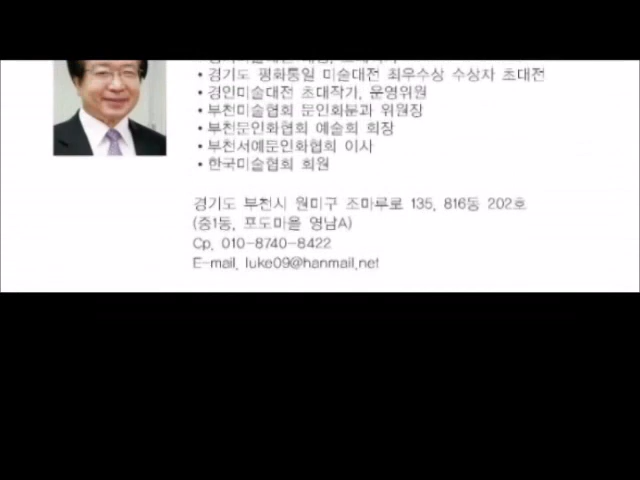 • 경기도 평화통일 미술대전 최우수상 수상자 초대전
• 경인미술대전 초대작가, 운영위원
• 부천미술협회 문인화분과 위원장
• 부천문인화협회 예술회 회장
• 부천서예문인화협회 이사
• 한국미술협회 회원
경기도 부천시 원미구 조마루로 135, 816동 202호
(중1동, 포도마을 영남A)
Cp. 010-8740-8422
E-mail. luke09@hanmail.net